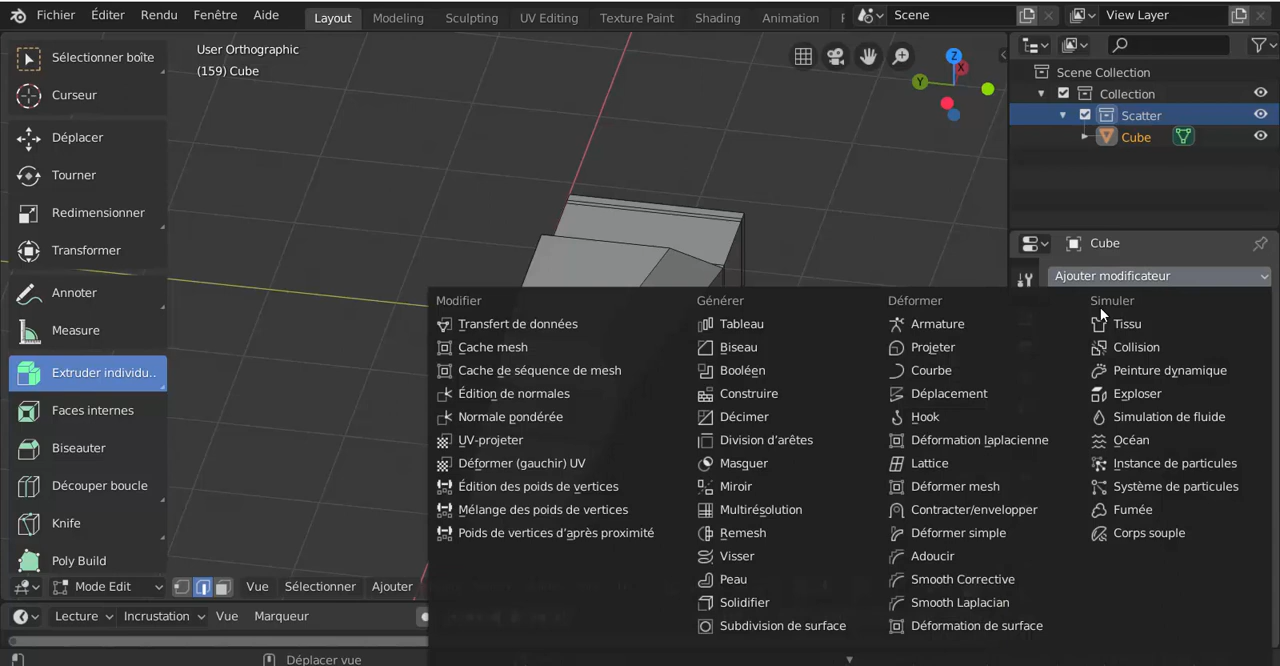 Fichier Éditer Rendu Fenêtre Aide Layout Modeling Sculpting UV Editing Texture Paint Shading Animation Scene View Layer
Sélectionner boîte
Curseur
Déplacer
Tourner
Redimensionner
Transformer
Annoter
Measure
Extruder individu..
Faces internes
Biseauter
Découper boucle
Knife
Poly Build
User Orthographic
(159) Cube
Z
X
Y
Scene Collection
Collection
Scatter
Cube
Cube
Ajouter modificateur
Modifier
Transfert de données
Cache mesh
Cache de séquence de mesh
Édition de normales
Normale pondérée
UV-projeter
Déformer (gauchir) UV
Édition des poids de vertices
Mélange des poids de vertices
Poids de vertices d'après proximité
Générer
Tableau
Biseau
Booléen
Construire
Décimer
Division d'arêtes
Masquer
Miroir
Multirésolution
Remesh
Visser
Peau
Solidifier
Subdivision de surface
Déformer
Armature
Projeter
Courbe
Déplacement
Hook
Déformation laplacienne
Lattice
Déformer mesh
Contracter/envelopper
Déformer simple
Adoucir
Smooth Corrective
Smooth Laplacian
Déformation de surface
Simuler
Tissu
Collision
Peinture dynamique
Exploser
Simulation de fluide
Océan
Instance de particules
Système de particules
Fumée
Corps souple
Mode Edit Vue Sélectionner Ajouter
Lecture Incrustation Vue Marqueur
Déplacer vue